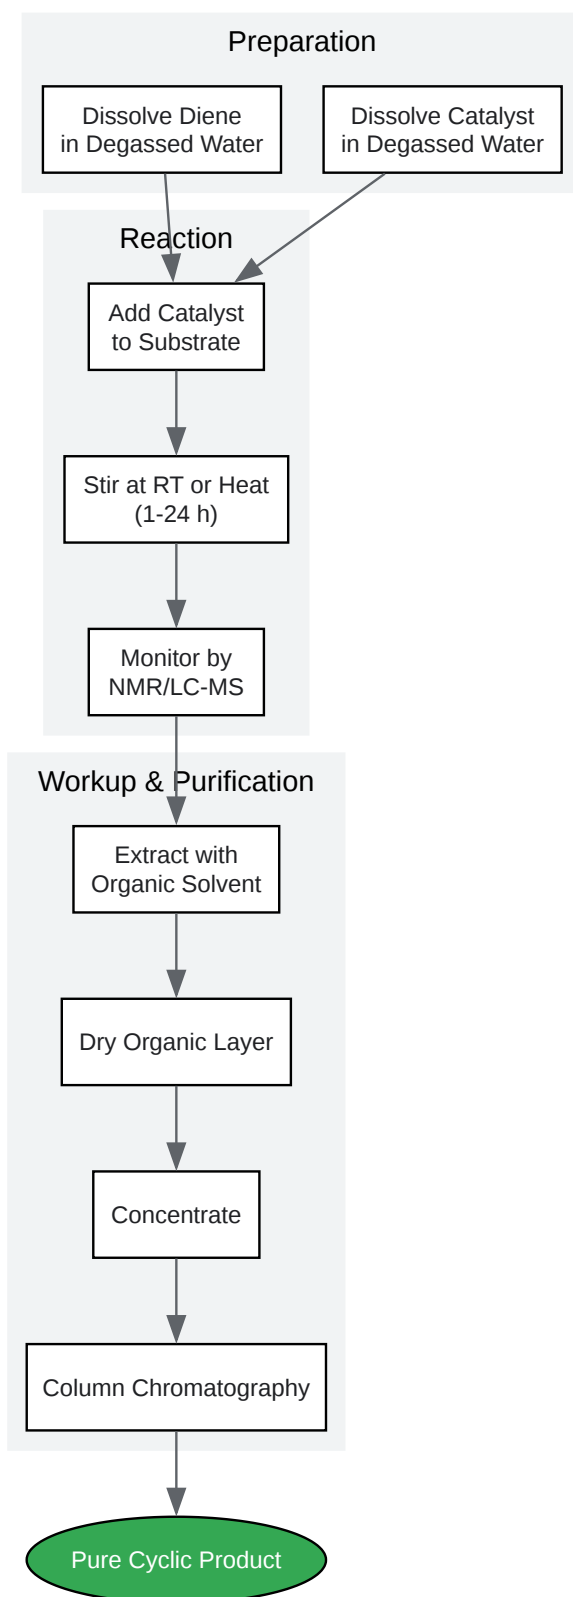 Preparation
Dissolve Diene
in Degassed Water
Dissolve Catalyst
in Degassed Water
Reaction
Add Catalyst
to Substrate
Stir at RT or Heat
(1-24 h)
Monitor by
NMR/LC-MS
Workup & Purification
Extract with
Organic Solvent
Dry Organic Layer
Concentrate
Column Chromatography
Pure Cyclic Product